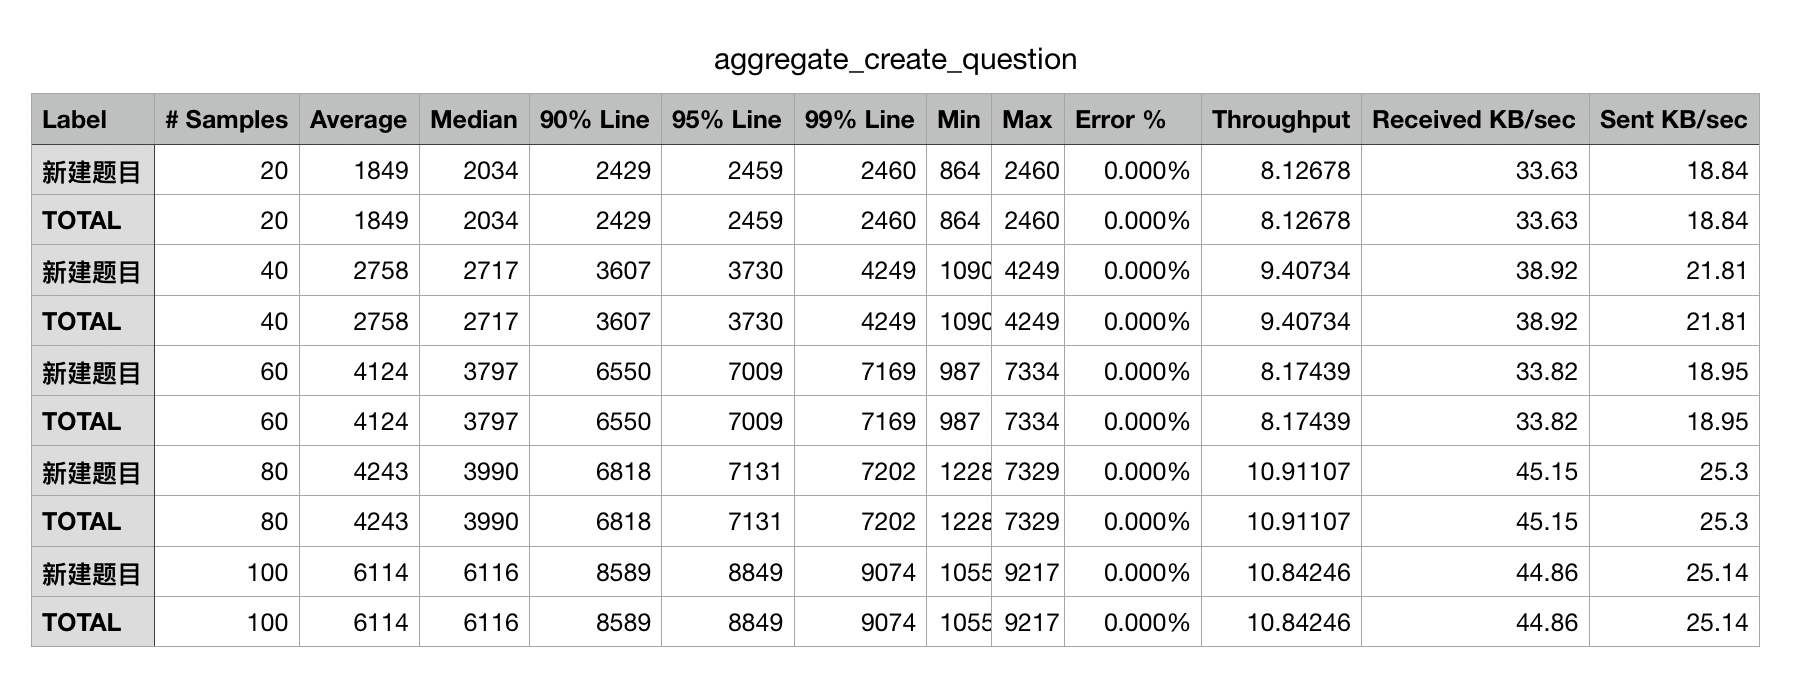 aggregate_create_question
Label # Samples Average Median 90% Line 95% Line 99% Line Min Max Error % Throughput Received KB/sec Sent KB/sec
新建题目 20 1849 2034 2429 2459 2460 864 2460 0.000% 8.12678 33.63 18.84
TOTAL 20 1849 2034 2429 2459 2460 864 2460 0.000% 8.12678 33.63 18.84
新建题目 40 2758 2717 3607 3730 4249 1090 4249 0.000% 9.40734 38.92 21.81
TOTAL 40 2758 2717 3607 3730 4249 1090 4249 0.000% 9.40734 38.92 21.81
新建题目 60 4124 3797 6550 7009 7169 987 7334 0.000% 8.17439 33.82 18.95
TOTAL 60 4124 3797 6550 7009 7169 987 7334 0.000% 8.17439 33.82 18.95
新建题目 80 4243 3990 6818 7131 7202 1228 7329 0.000% 10.91107 45.15 25.3
TOTAL 80 4243 3990 6818 7131 7202 1228 7329 0.000% 10.91107 45.15 25.3
新建题目 100 6114 6116 8589 8849 9074 1055 9217 0.000% 10.84246 44.86 25.14
TOTAL 100 6114 6116 8589 8849 9074 1055 9217 0.000% 10.84246 44.86 25.14